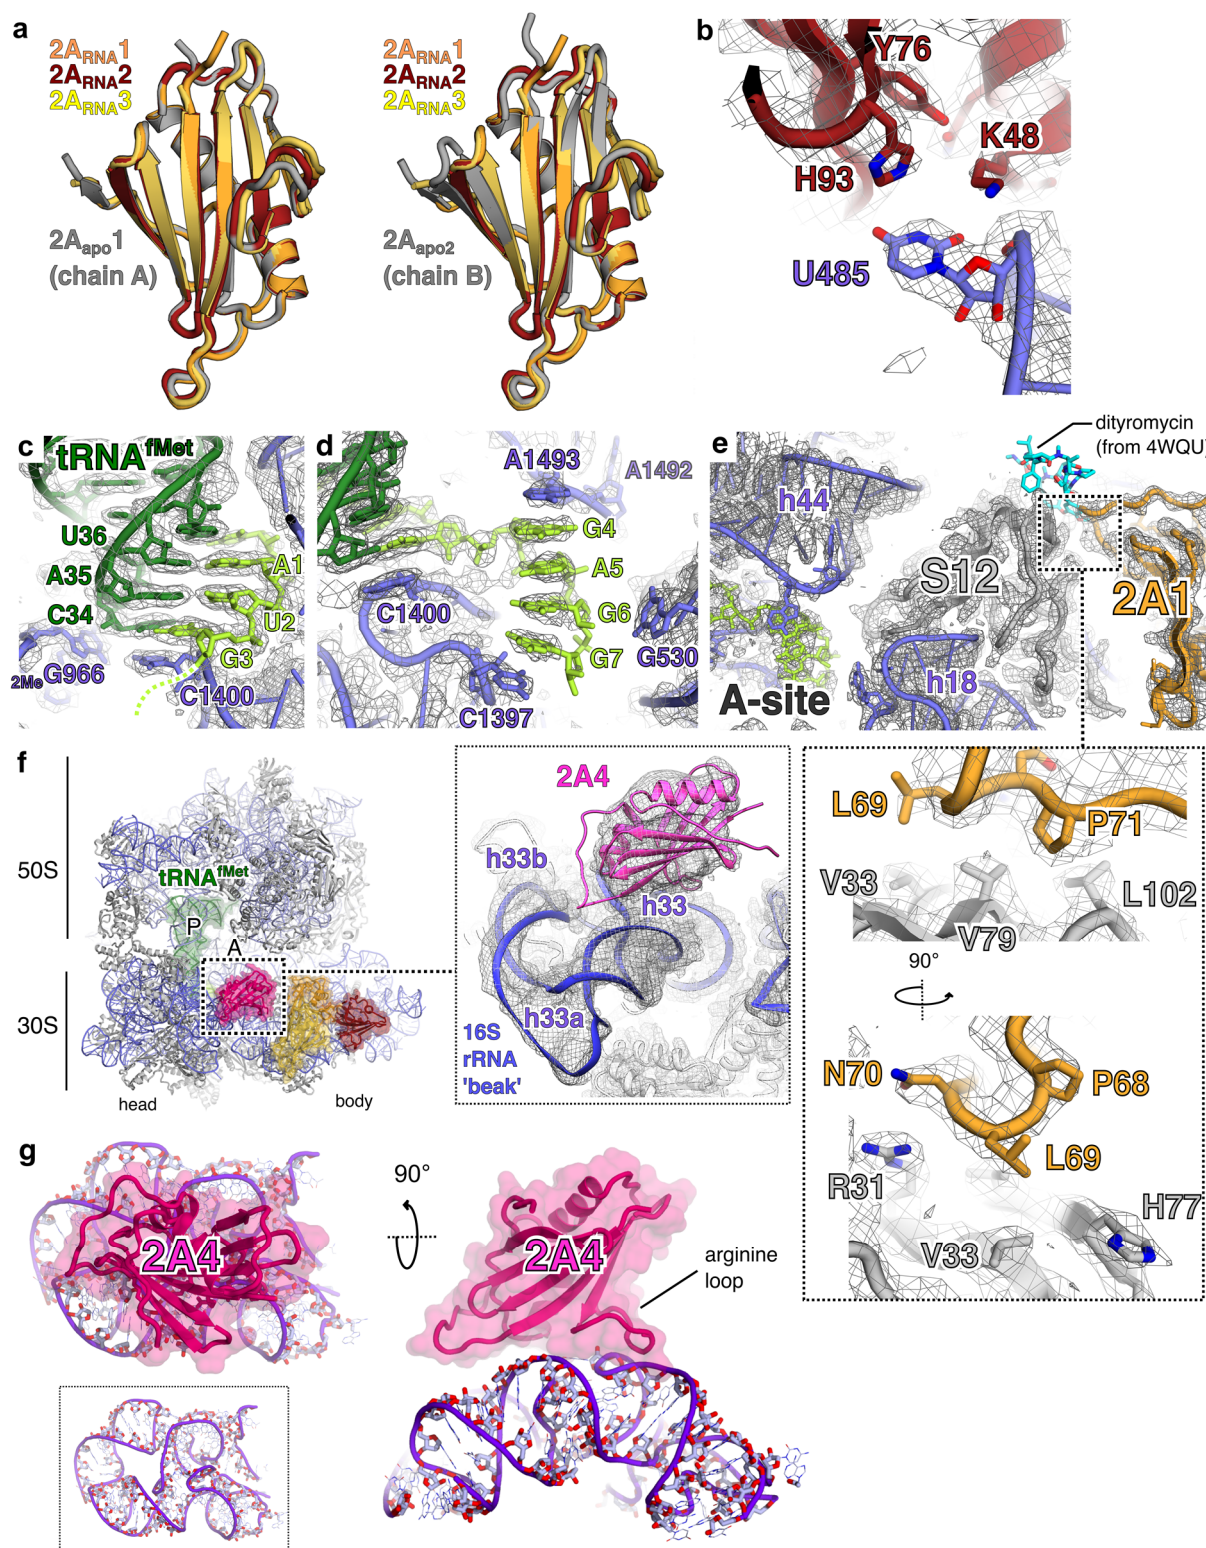 a
2ARNA1
2ARNA2
2ARNA3
2Aapo1
(chain A)
2ARNA1
2ARNA2
2ARNA3
2Aapo2
(chain B)
b
Y76
K48
H93
U485
c
tRNAfMet
U36
A35
C34
A1
U2
G3
2MeG966
C1400
d
A1493
A1492
G4
A5
G6
G7
C1400
G530
C1397
e
dityromycin
(from 4WQU)
h44
S12
2A1
h18
A-site
L69
P71
V33
L102
V79
90°
N70
P68
L69
R31
H77
V33
f
50S
30S
tRNAfMet
P
A
head
body
2A4
h33b
h33
h33a
16S
rRNA
'beak'
g
2A4
90°
2A4
arginine
loop